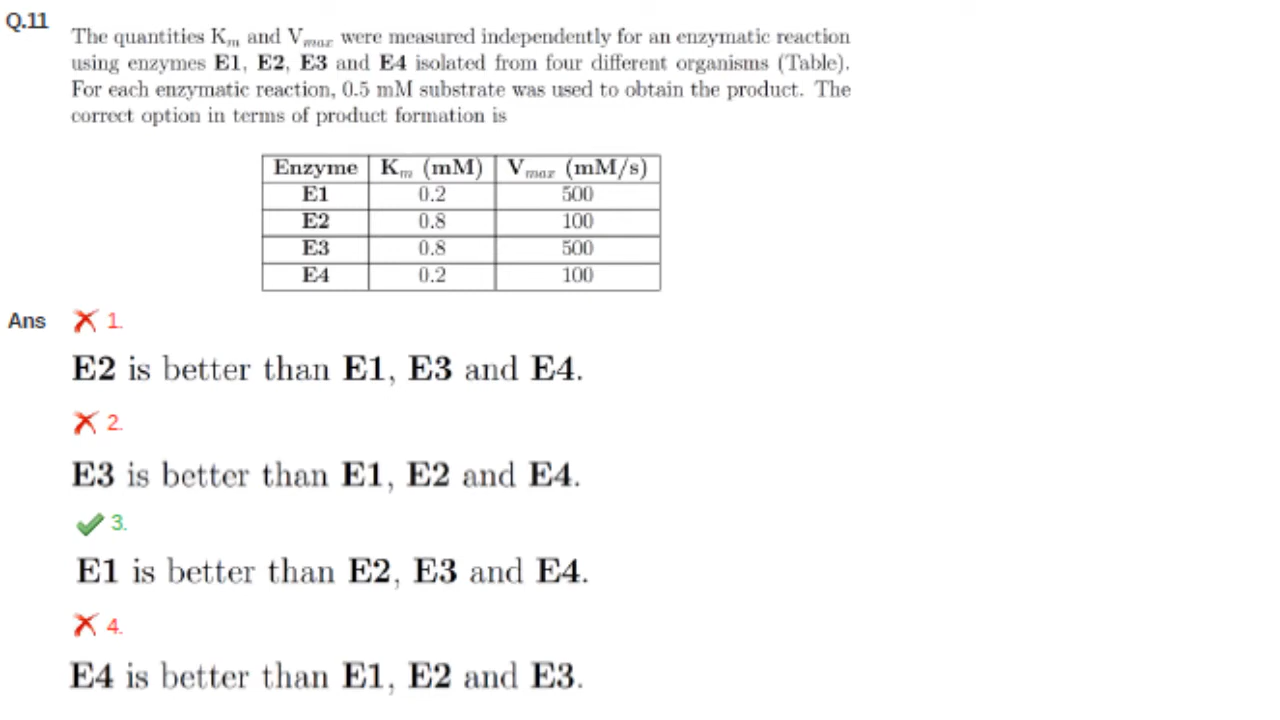 Q.11
The quantities Km and Vmax were measured independently for an enzymatic reaction
using enzymes E1, E2, E3 and E4 isolated from four different organisms (Table).
For each enzymatic reaction, 0.5 mM substrate was used to obtain the product. The
correct option in terms of product formation is
Enzyme Km (mM) Vmax (mM/s)
E1 0.2 500
E2 0.8 100
E3 0.8 500
E4 0.2 100
Ans 1.
E2 is better than E1, E3 and E4.
2.
E3 is better than E1, E2 and E4.
3.
E1 is better than E2, E3 and E4.
4.
E4 is better than E1, E2 and E3.